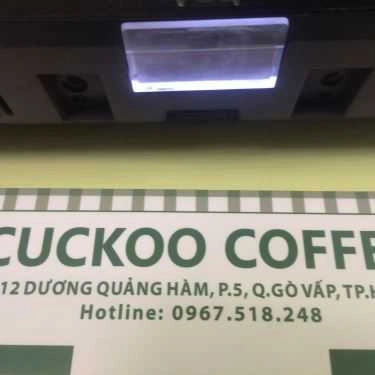 CUCKOO COFFE
12 DƯƠNG QUẢNG HÀM, P.5, Q.GÒ VẤP, TP.H
Hotline: 0967.518.248